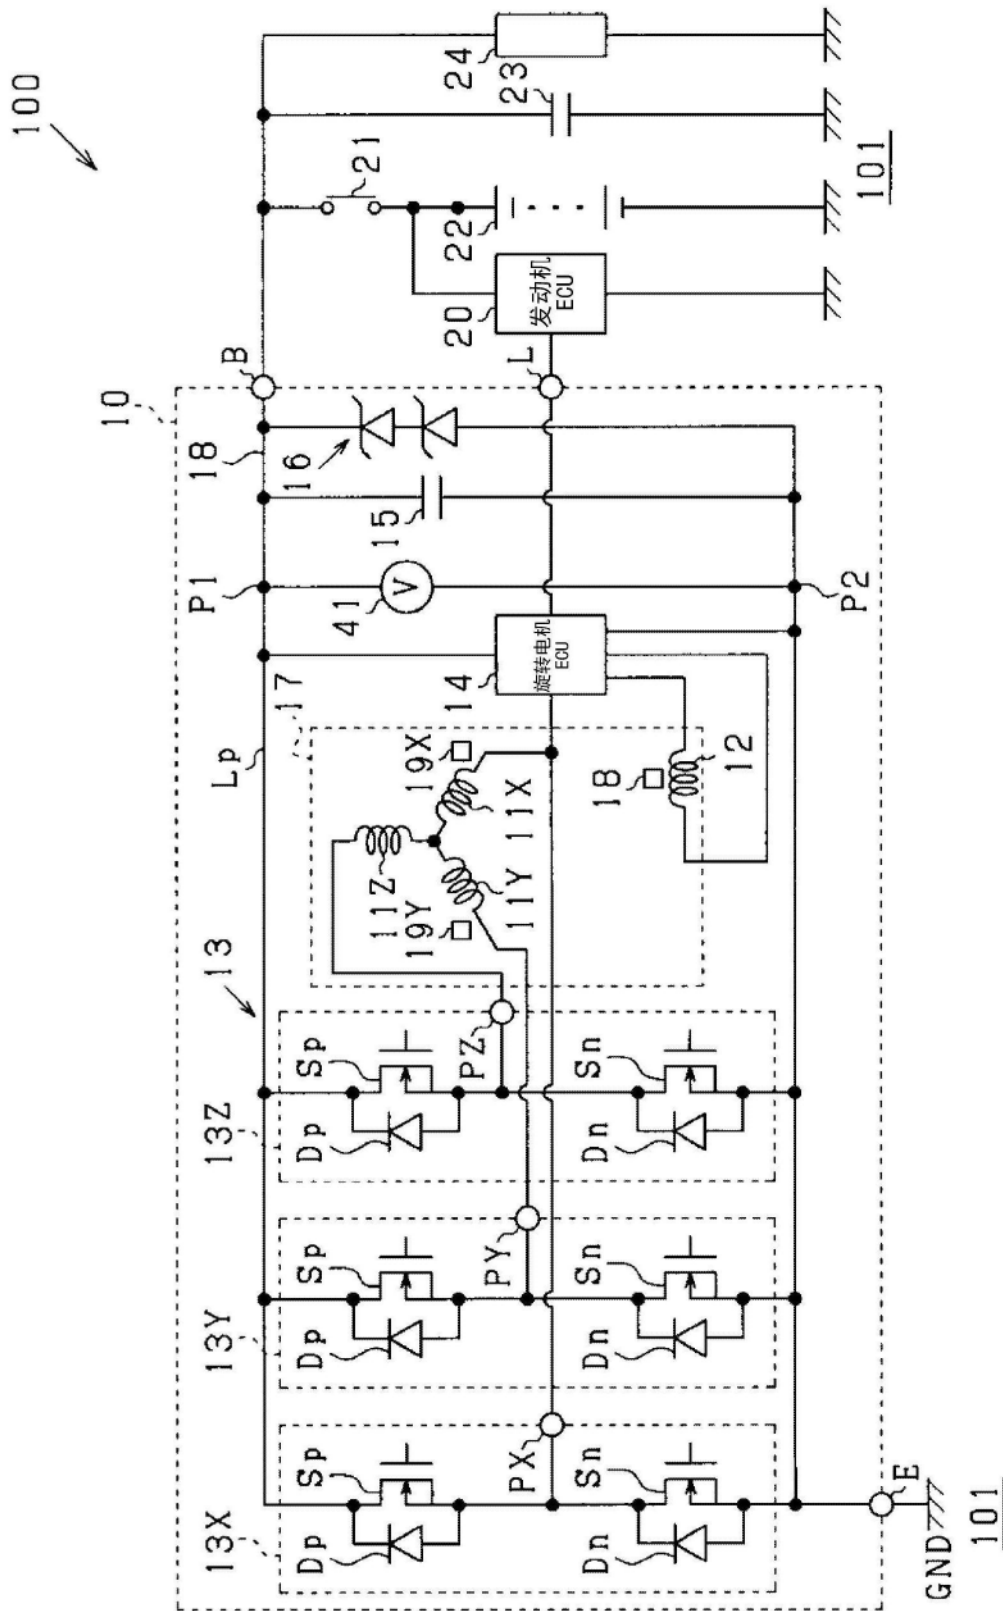 100
10
13
17
Lp
P1
18
B
13X
13Y
13Z
Dp
Sp
Dp
Sp
Dp
Sp
16
21
11Z
15
41
19Y
19X
24
22
23
PX
PY
PZ
11Y
11X
14
旋转电机
ECU
20
发动机
ECU
L
Dn
Sn
Dn
Sn
Dn
Sn
18
12
P2
E
GND
101
101